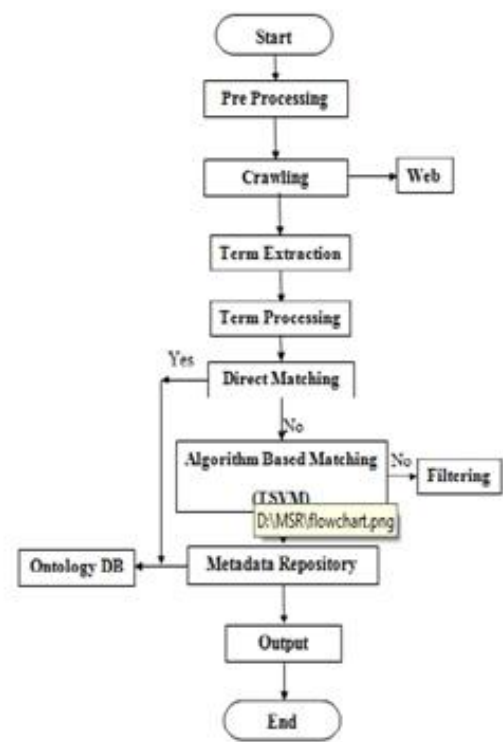 Start
Pre Processing
Crawling
Web
Term Extraction
Term Processing
Yes
Direct Matching
No
Algorithm Based Matching
No
Filtering
(TSVM)
D:\MSR\flowchart.png
Ontology DB
Metadata Repository
Output
End